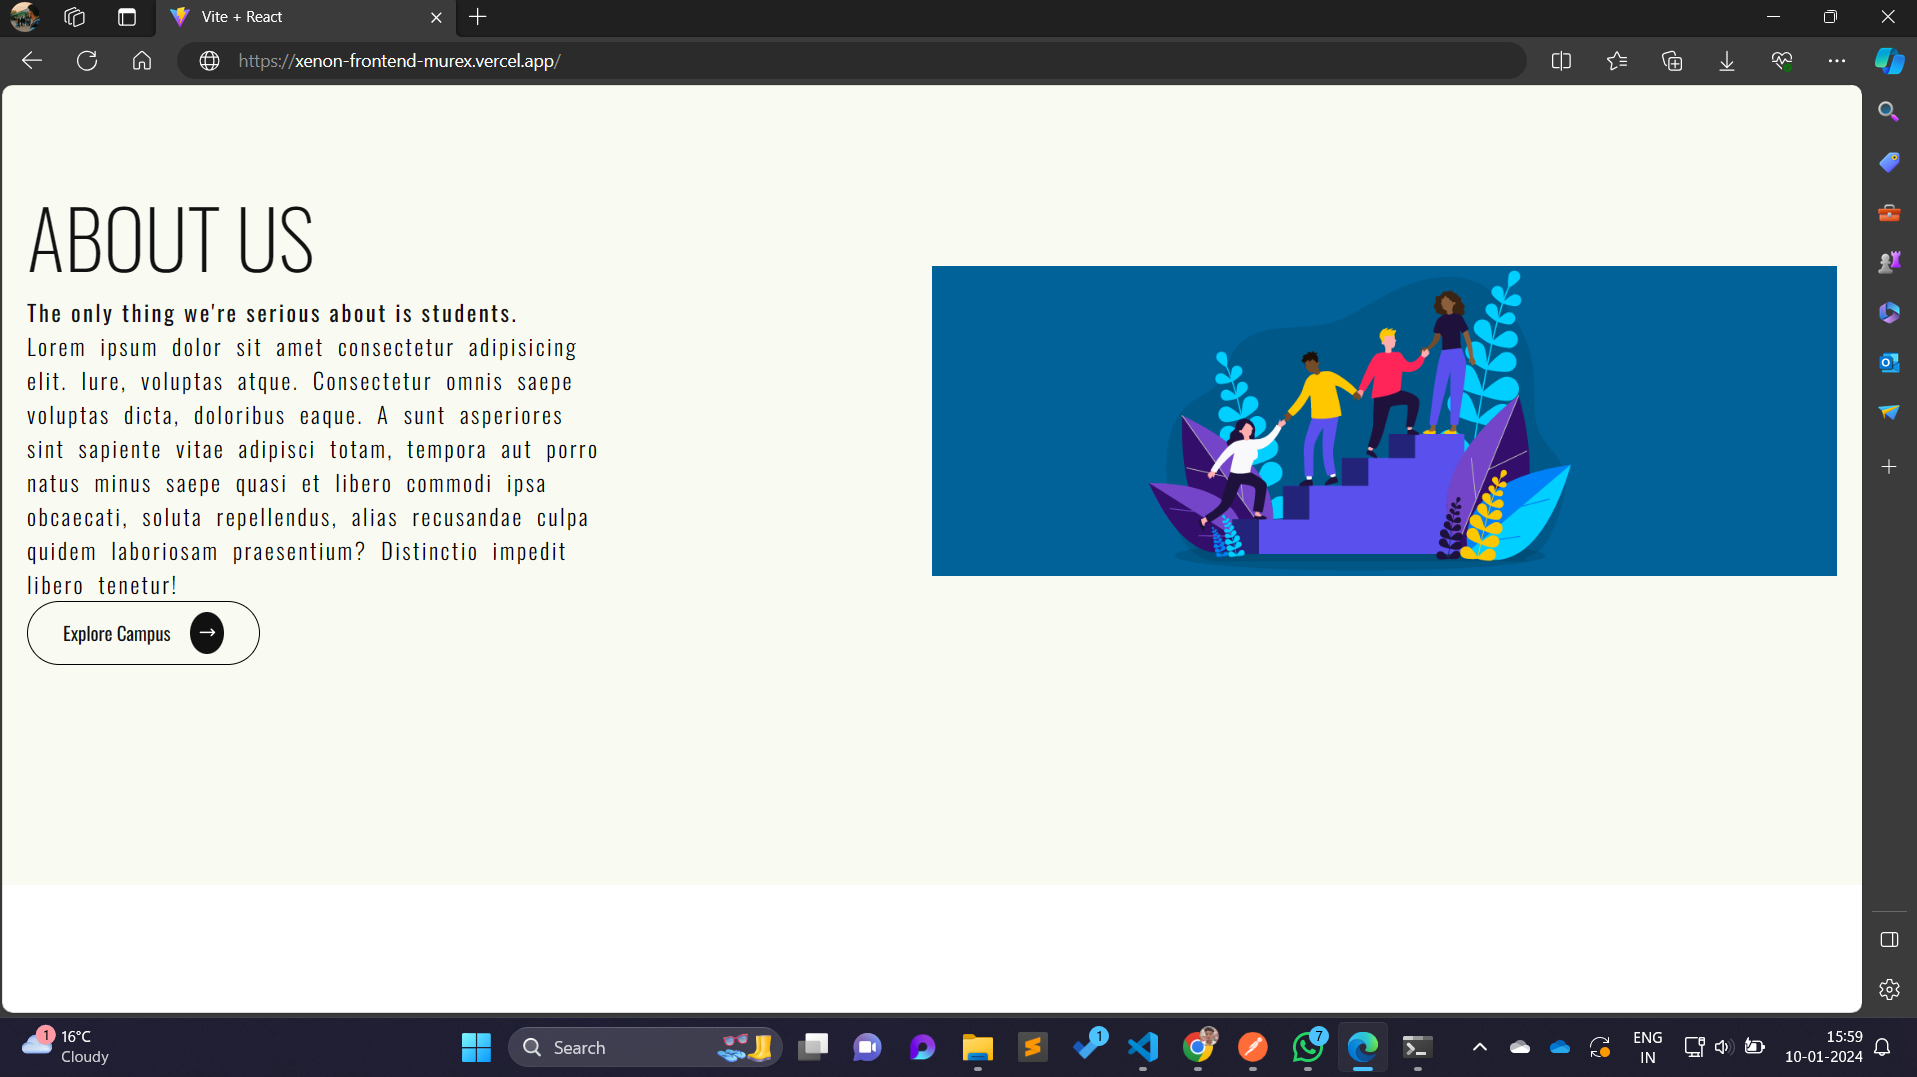 Vite + React
https://xenon-frontend-murex.vercel.app/
ABOUT US
The only thing we're serious about is students.
Lorem ipsum dolor sit amet consectetur adipisicing
elit. Iure, voluptas atque. Consectetur omnis saepe
voluptas dicta, doloribus eaque. A sunt asperiores
sint sapiente vitae adipisci totam, tempora aut porro
natus minus saepe quasi et libero commodi ipsa
obcaecati, soluta repellendus, alias recusandae culpa
quidem laboriosam praesentium? Distinctio impedit
libero tenetur!
Explore Campus
1
16°C
Cloudy
Search
1
7
ENG
IN
15:59
10-01-2024